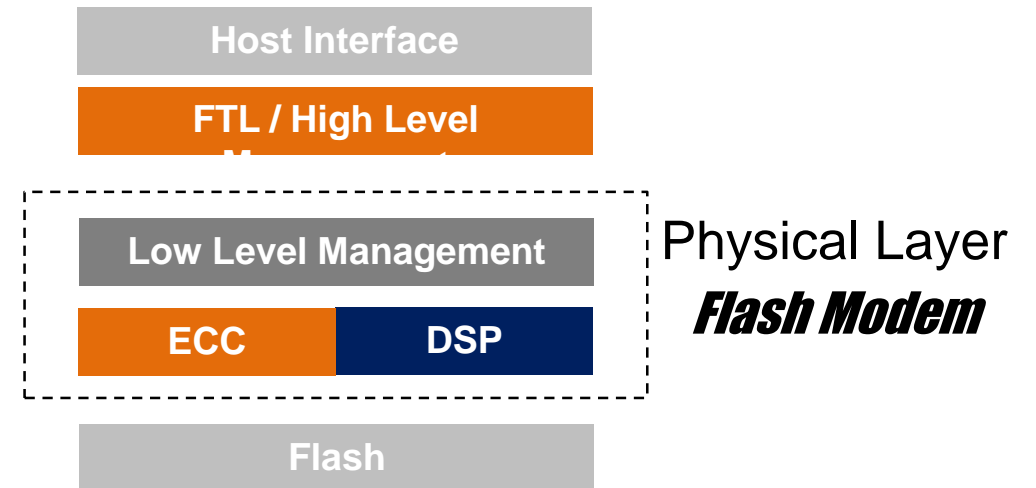 Host Interface
FTL / High Level
Low Level Management
Physical Layer
Flash Modem
ECC
DSP
Flash